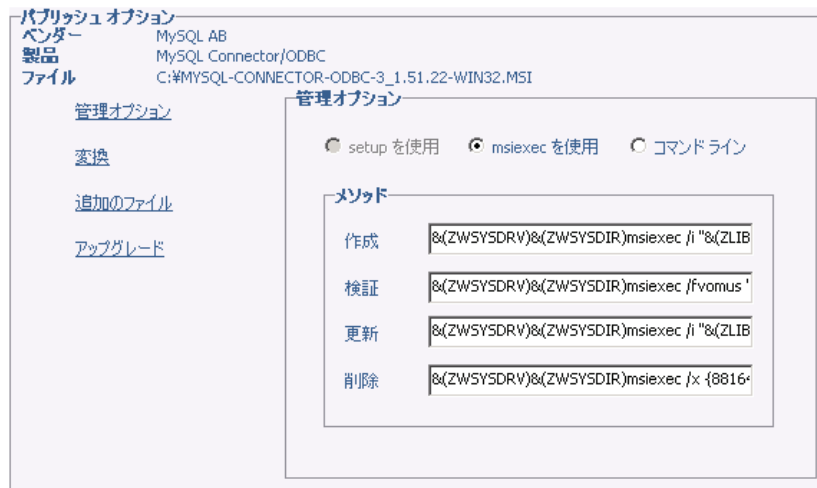 パブリッシュ オプション
ベンダー MySQL AB
製品 MySQL Connector/ODBC
ファイル C:¥MYSQL-CONNECTOR-ODBC-3_1.51.22-WIN32.MSI
管理オプション
変換
追加のファイル
アップグレード
管理オプション
setup を使用 msiexec を使用 コマンド ライン
メソッド
作成 &(ZWSYSDRV)&(ZWSYSDIR)msiexec /i "&(ZLIB
検証 &(ZWSYSDRV)&(ZWSYSDIR)msiexec /fvomus "
更新 &(ZWSYSDRV)&(ZWSYSDIR)msiexec /i "&(ZLIB
削除 &(ZWSYSDRV)&(ZWSYSDIR)msiexec /x {88164